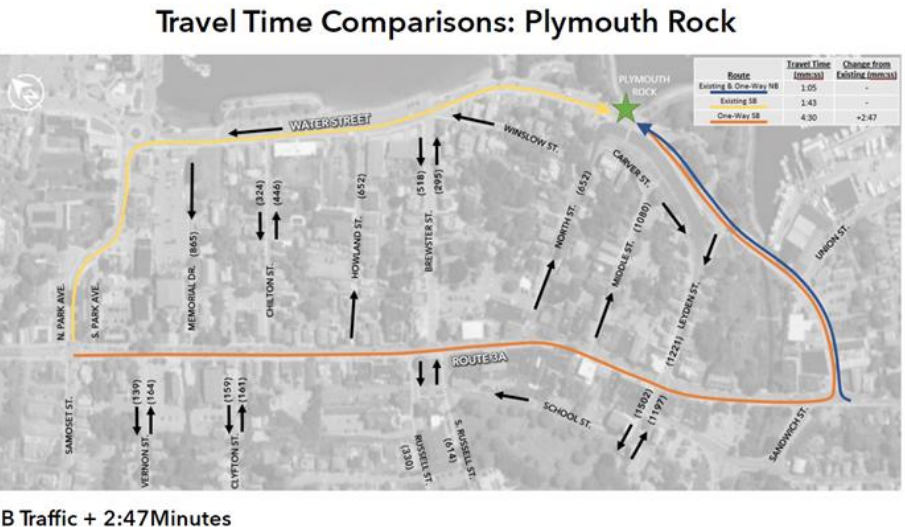 Travel Time Comparisons: Plymouth Rock
PLYMOUTH
ROCK
Route Travel Time (mm:ss) Change from Existing (mm:ss)
Existing & One-Way NB 1:05 -
Existing SB 1:43 -
One-Way SB 4:30 +2:47
WATER STREET
WINSLOW ST.
CARVER ST.
UNION ST.
N. PARK AVE.
S. PARK AVE.
MEMORIAL DR. (865)
CHILTON ST. (324) (446)
HOWLAND ST. (652)
BREWSTER ST. (518) (295)
NORTH ST. (652)
MIDDLE ST. (1080)
LEYDEN ST. (1221)
ROUTE 3A
SAMOSET ST.
VERNON ST. (139) (164)
CLYFTON ST. (159) (161)
RUSSELL ST. (330)
S. RUSSELL ST. (614)
SCHOOL ST.
(1502)
(1197)
SANDWICH ST.
B Traffic + 2:47Minutes